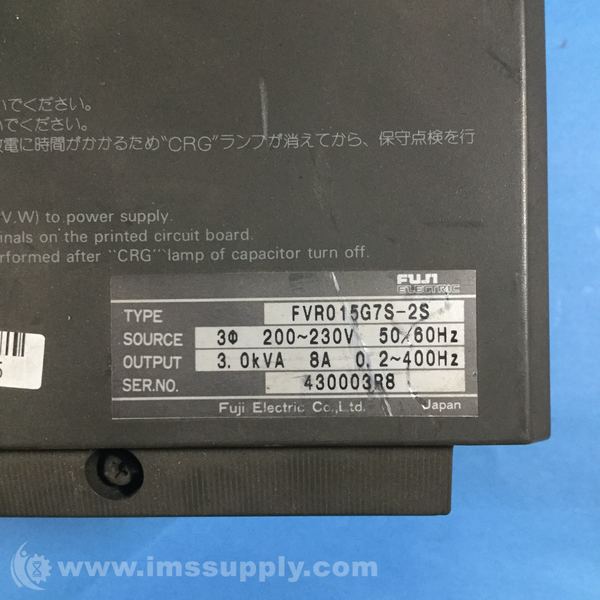 いでください。
いでください。
放電に時間がかかるため"CRG"ランプが消えてから、保守点検を行
V.W) to power supply.
inals on the printed circuit board.
erformed after "CRG" lamp of capacitor turn off.
FUJI
ELECTRIC
TYPE FVR015G7S-2S
SOURCE 3Φ 200~230V 50/60Hz
OUTPUT 3.0kVA 8A 0.2~400Hz
SER.NO. 430003R8
Fuji Electric Co.,Ltd. Japan
5
www.imssupply.com